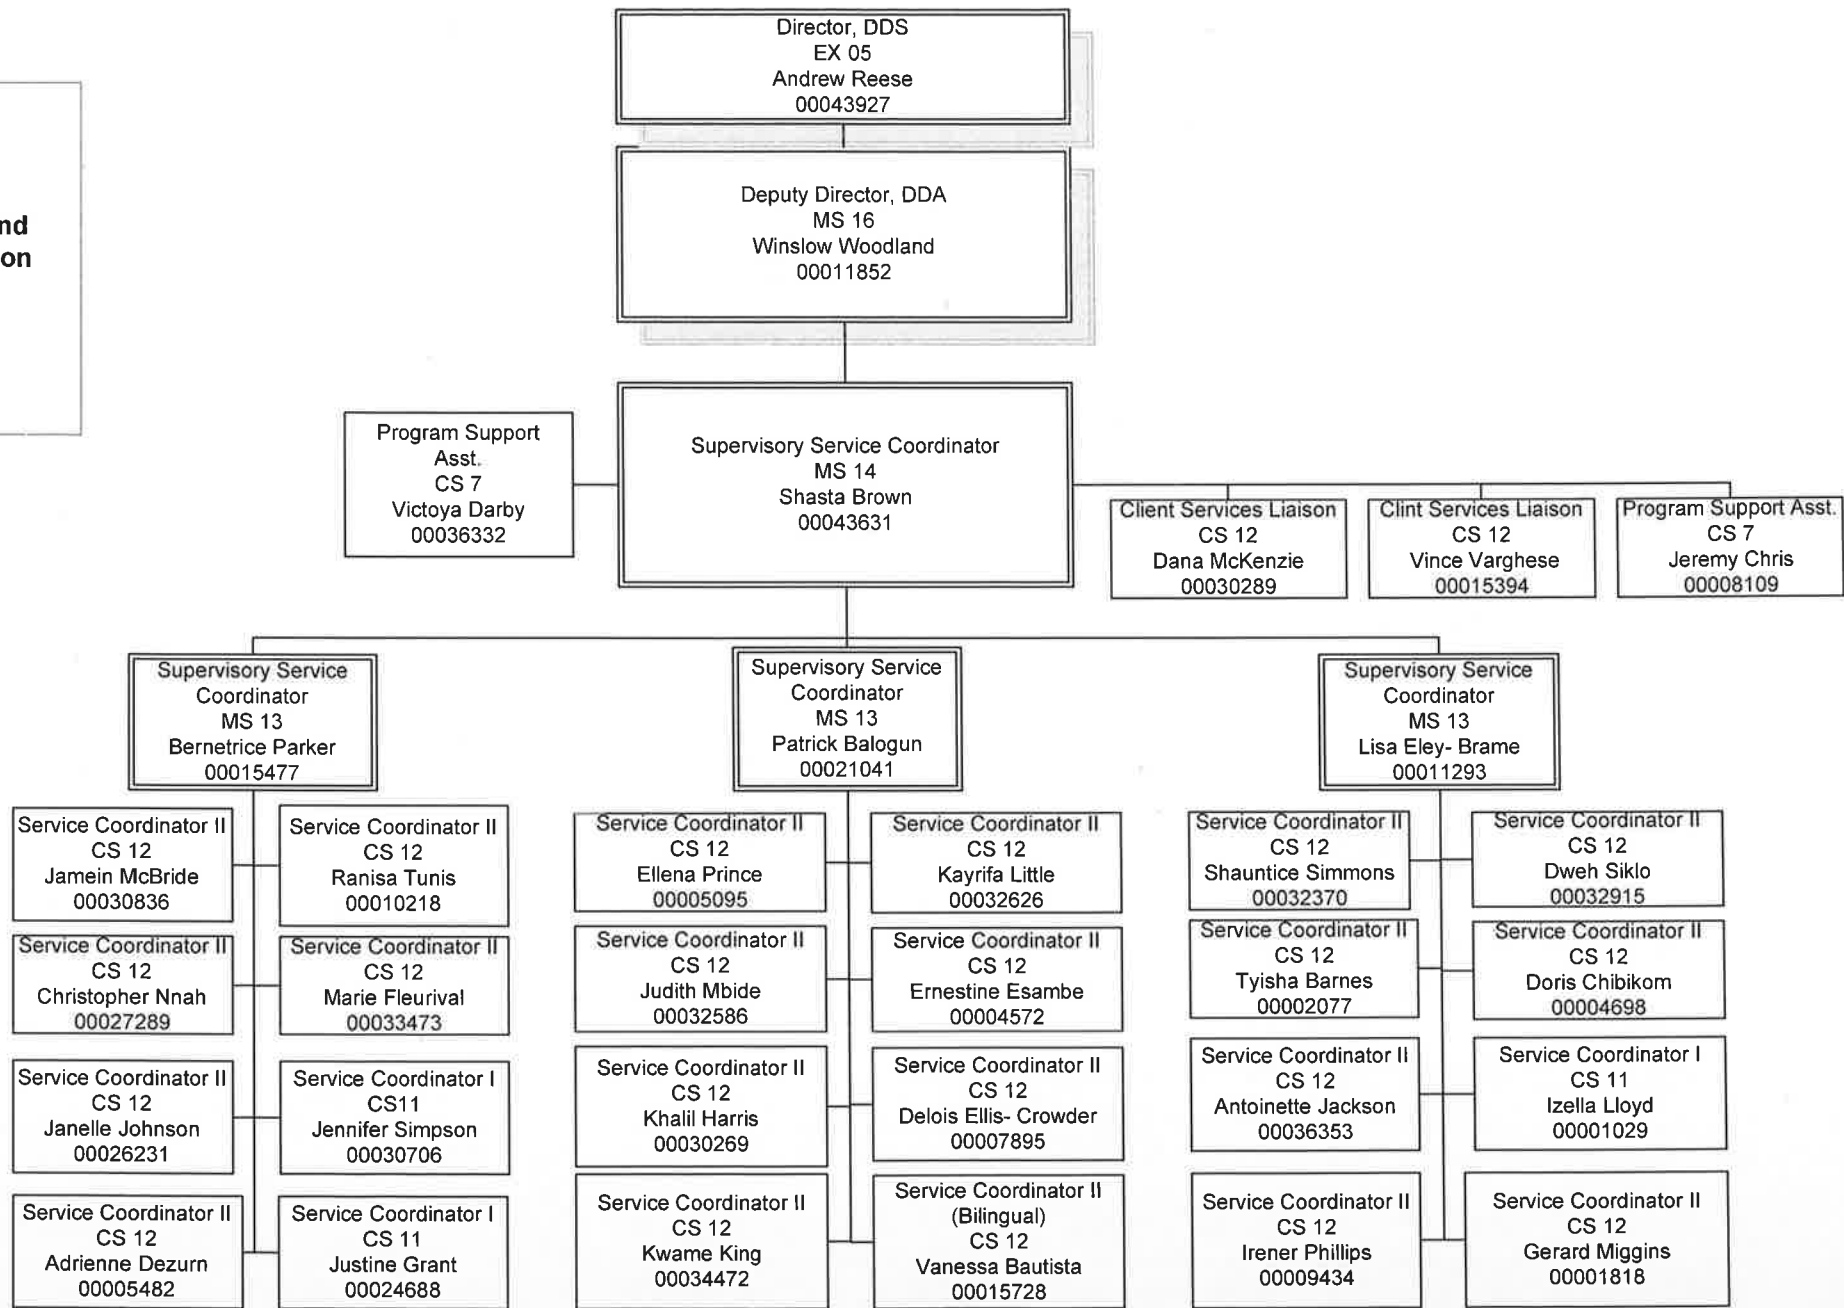 Director, DDS
EX 05
Andrew Reese
00043927
Deputy Director, DDA
MS 16
Winslow Woodland
00011852
Program Support
Asst.
CS 7
Victoya Darby
00036332
Supervisory Service Coordinator
MS 14
Shasta Brown
00043631
Client Services Liaison
CS 12
Dana McKenzie
00030289
Clint Services Liaison
CS 12
Vince Varghese
00015394
Program Support Asst.
CS 7
Jeremy Chris
00008109
Supervisory Service
Coordinator
MS 13
Bernetrice Parker
00015477
Supervisory Service
Coordinator
MS 13
Patrick Balogun
00021041
Supervisory Service
Coordinator
MS 13
Lisa Eley- Brame
00011293
Service Coordinator II
CS 12
Jamein McBride
00030836
Service Coordinator II
CS 12
Ranisa Tunis
00010218
Service Coordinator II
CS 12
Christopher Nnah
00027289
Service Coordinator II
CS 12
Marie Fleurival
00033473
Service Coordinator II
CS 12
Janelle Johnson
00026231
Service Coordinator I
CS11
Jennifer Simpson
00030706
Service Coordinator II
CS 12
Adrienne Dezurn
00005482
Service Coordinator I
CS 11
Justine Grant
00024688
Service Coordinator II
CS 12
Ellena Prince
00005095
Service Coordinator II
CS 12
Kayrifa Little
00032626
Service Coordinator II
CS 12
Judith Mbide
00032586
Service Coordinator II
CS 12
Ernestine Esambe
00004572
Service Coordinator II
CS 12
Khalil Harris
00030269
Service Coordinator II
CS 12
Delois Ellis- Crowder
00007895
Service Coordinator II
CS 12
Kwame King
00034472
Service Coordinator II
(Bilingual)
CS 12
Vanessa Bautista
00015728
Service Coordinator II
CS 12
Shauntice Simmons
00032370
Service Coordinator II
CS 12
Dweh Siklo
00032915
Service Coordinator II
CS 12
Tyisha Barnes
00002077
Service Coordinator II
CS 12
Doris Chibikom
00004698
Service Coordinator II
CS 12
Antoinette Jackson
00036353
Service Coordinator I
CS 11
Izella Lloyd
00001029
Service Coordinator II
CS 12
Irener Phillips
00009434
Service Coordinator II
CS 12
Gerard Miggins
00001818